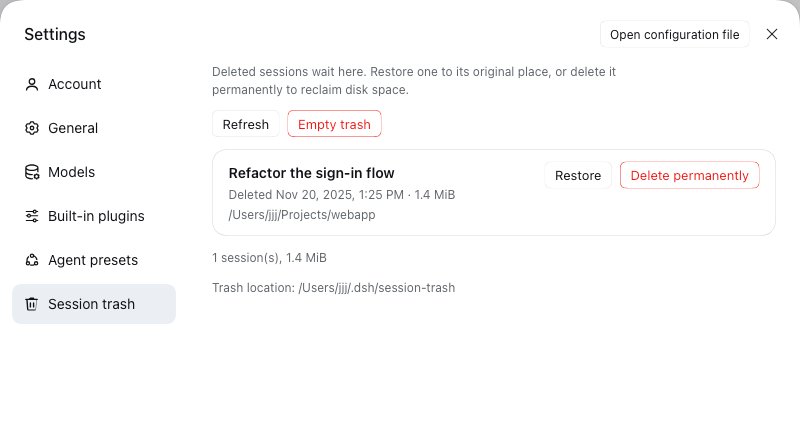 Settings
Open configuration file
Account
General
Models
Built-in plugins
Agent presets
Session trash
Deleted sessions wait here. Restore one to its original place, or delete it
permanently to reclaim disk space.
Refresh
Empty trash
Refactor the sign-in flow
Deleted Nov 20, 2025, 1:25 PM · 1.4 MiB
/Users/jjj/Projects/webapp
Restore
Delete permanently
1 session(s), 1.4 MiB
Trash location: /Users/jjj/.dsh/session-trash